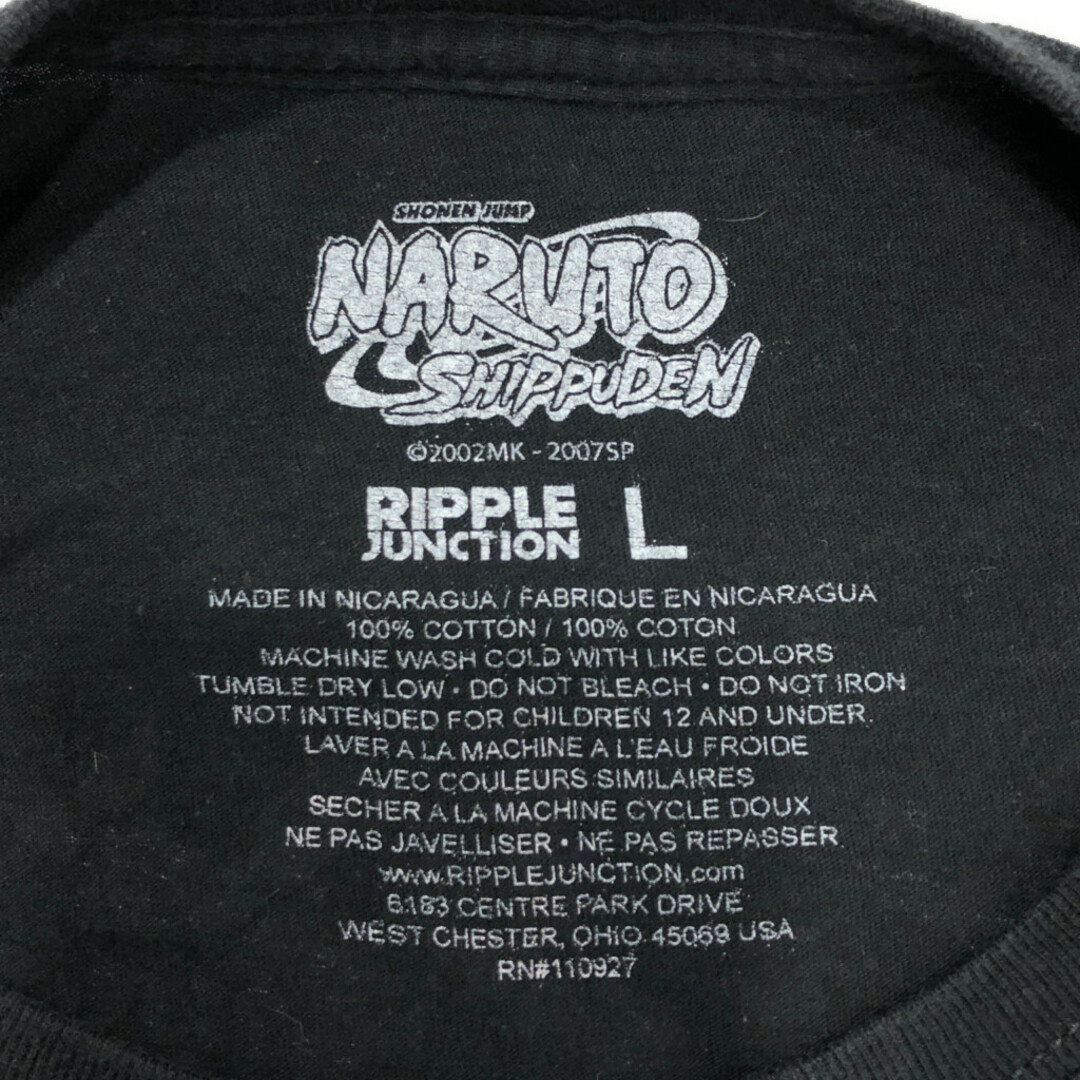 SHONEN JUMP
NARUTO
SHIPPUDEN
©2002MK - 2007SP
RIPPLE
JUNCTION L
MADE IN NICARAGUA / FABRIQUE EN NICARAGUA
100% COTTON / 100% COTON
MACHINE WASH COLD WITH LIKE COLORS
TUMBLE DRY LOW • DO NOT BLEACH • DO NOT IRON
NOT INTENDED FOR CHILDREN 12 AND UNDER.
LAVER A LA MACHINE A L'EAU FROIDE
AVEC COULEURS SIMILAIRES
SECHER A LA MACHINE CYCLE DOUX
NE PAS JAVELLISER • NE PAS REPASSER
www.RIPPLEJUNCTION.com
6183 CENTRE PARK DRIVE
WEST CHESTER, OHIO 45069 USA
RN#110927